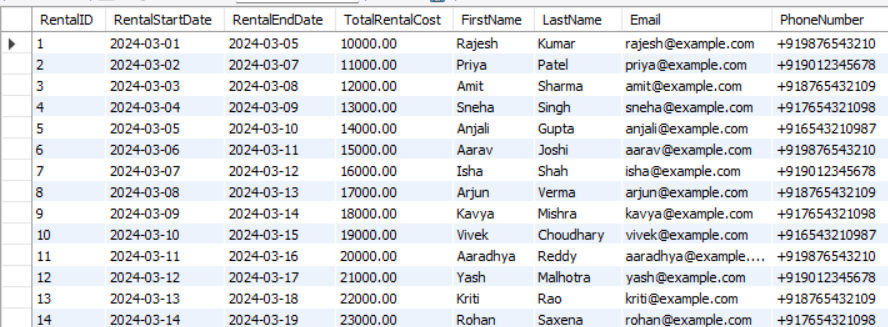 RentalID RentalStartDate RentalEndDate TotalRentalCost FirstName LastName Email PhoneNumber
1 2024-03-01 2024-03-05 10000.00 Rajesh Kumar rajesh@example.com +919876543210
2 2024-03-02 2024-03-07 11000.00 Priya Patel priya@example.com +919012345678
3 2024-03-03 2024-03-08 12000.00 Amit Sharma amit@example.com +918765432109
4 2024-03-04 2024-03-09 13000.00 Sneha Singh sneha@example.com +917654321098
5 2024-03-05 2024-03-10 14000.00 Anjali Gupta anjali@example.com +916543210987
6 2024-03-06 2024-03-11 15000.00 Aarav Joshi aarav@example.com +919876543210
7 2024-03-07 2024-03-12 16000.00 Isha Shah isha@example.com +919012345678
8 2024-03-08 2024-03-13 17000.00 Arjun Verma arjun@example.com +918765432109
9 2024-03-09 2024-03-14 18000.00 Kavya Mishra kavya@example.com +917654321098
10 2024-03-10 2024-03-15 19000.00 Vivek Choudhary vivek@example.com +916543210987
11 2024-03-11 2024-03-16 20000.00 Aaradhya Reddy aaradhya@example.... +919876543210
12 2024-03-12 2024-03-17 21000.00 Yash Malhotra yash@example.com +919012345678
13 2024-03-13 2024-03-18 22000.00 Kriti Rao kriti@example.com +918765432109
14 2024-03-14 2024-03-19 23000.00 Rohan Saxena rohan@example.com +917654321098